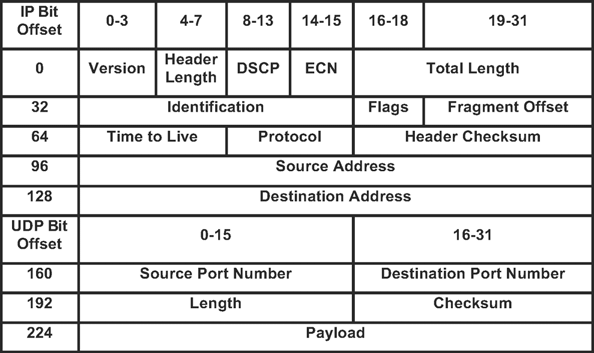 IP Bit Offset 0-3 4-7 8-13 14-15 16-18 19-31
0 Version Header Length DSCP ECN Total Length
32 Identification Flags Fragment Offset
64 Time to Live Protocol Header Checksum
96 Source Address
128 Destination Address
UDP Bit Offset 0-15 16-31
160 Source Port Number Destination Port Number
192 Length Checksum
224 Payload